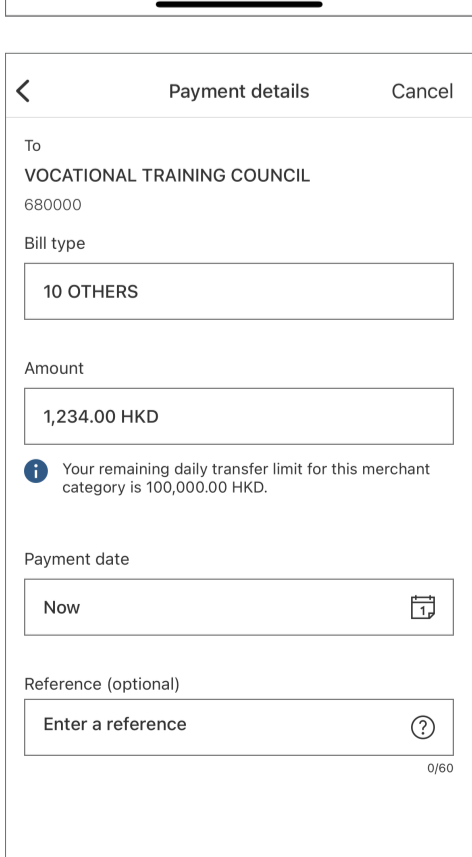 Payment details
Cancel
To
VOCATIONAL TRAINING COUNCIL
680000
Bill type
10 OTHERS
Amount
1,234.00 HKD
Your remaining daily transfer limit for this merchant
category is 100,000.00 HKD.
Payment date
Now
1
Reference (optional)
Enter a reference
0/60